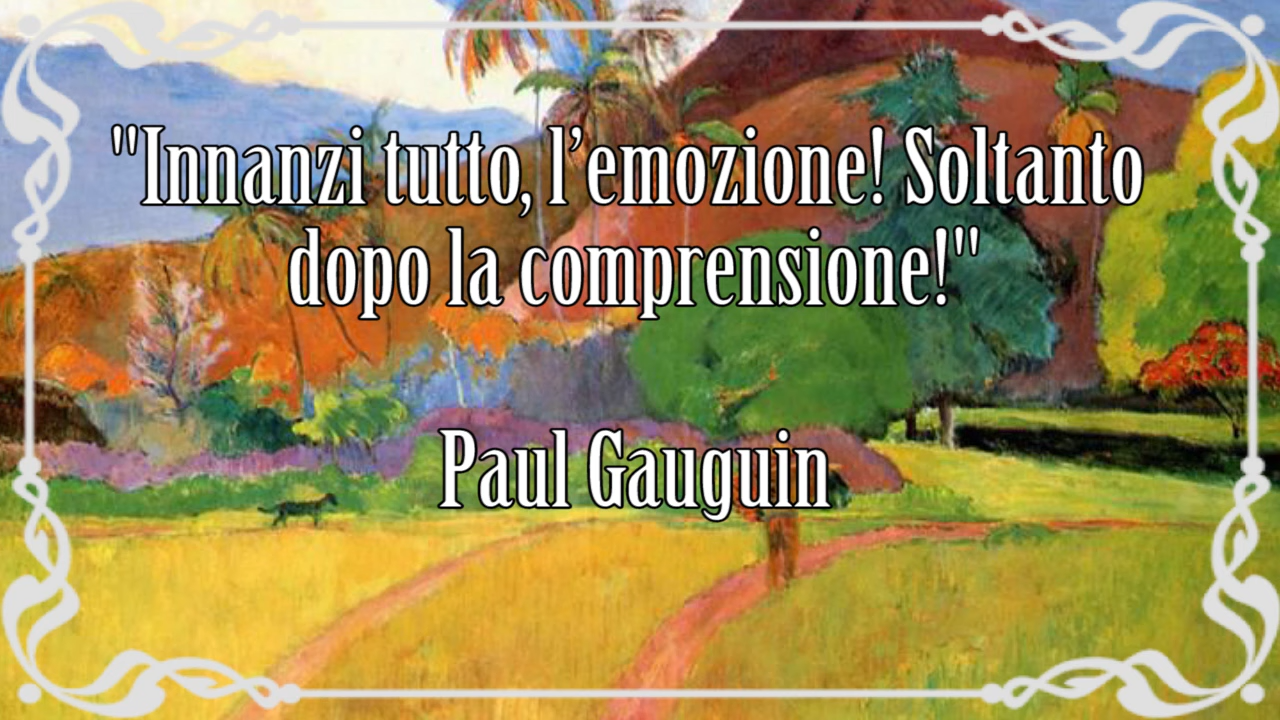 "Innanzi tutto, l’emozione! Soltanto
dopo la comprensione!"
Paul Gauguin